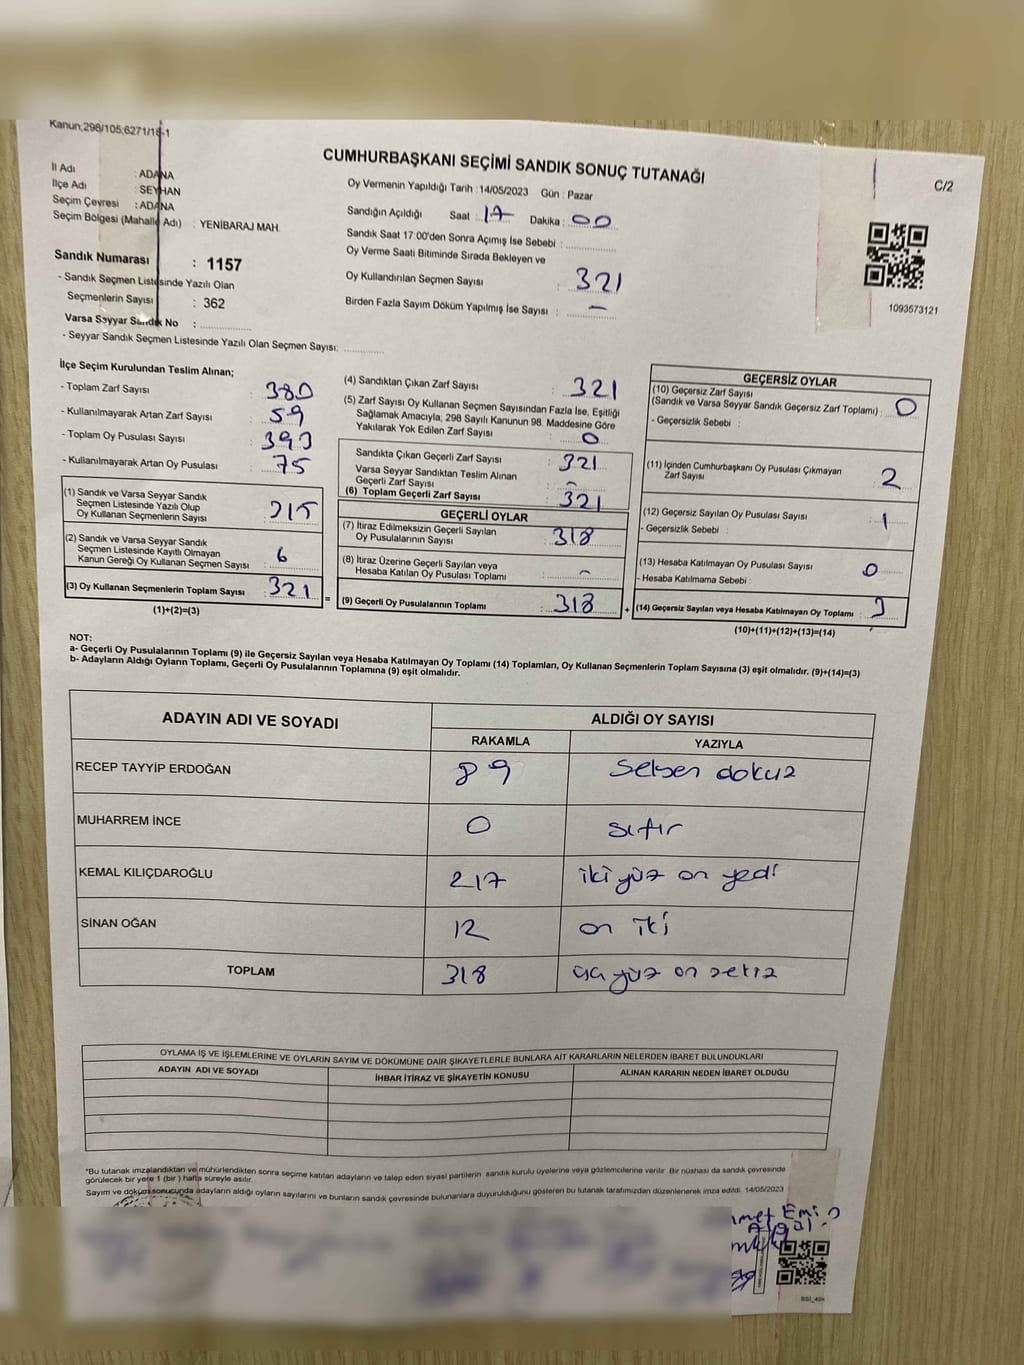 Kanun;298/105;6271/18-1
CUMHURBAŞKANI SEÇİMİ SANDIK SONUÇ TUTANAĞI
C/2
İl Adı : ADANA
İlçe Adı : SEYHAN
Seçim Çevresi : ADANA
Seçim Bölgesi (Mahalle Adı) : YENİBARAJ MAH.
Sandık Numarası : 1157
- Sandık Seçmen Listesinde Yazılı Olan
Seçmenlerin Sayısı : 362
Varsa Seyyar Sandık No :
- Seyyar Sandık Seçmen Listesinde Yazılı Olan Seçmen Sayısı:
Oy Vermenin Yapıldığı Tarih : 14/05/2023 Gün : Pazar
Sandığın Açıldığı Saat : 17 Dakika : 00
Sandık Saat 17:00'den Sonra Açımış İse Sebebi :
Oy Verme Saati Bitiminde Sırada Bekleyen ve
Oy Kullandırılan Seçmen Sayısı : 321
Birden Fazla Sayım Döküm Yapılmış İse Sayısı : –
1093573121
İlçe Seçim Kurulundan Teslim Alınan;
- Toplam Zarf Sayısı : 380
- Kullanılmayarak Artan Zarf Sayısı : 59
- Toplam Oy Pusulası Sayısı : 393
- Kullanılmayarak Artan Oy Pusulası : 75
(1) Sandık ve Varsa Seyyar Sandık
Seçmen Listesinde Yazılı Olup
Oy Kullanan Seçmenlerin Sayısı : 315
(2) Sandık ve Varsa Seyyar Sandık
Seçmen Listesinde Kayıtlı Olmayan
Kanun Gereği Oy Kullanan Seçmen Sayısı : 6
(3) Oy Kullanan Seçmenlerin Toplam Sayısı : 321 =
(1)+(2)=(3)
(4) Sandıktan Çıkan Zarf Sayısı : 321
(5) Zarf Sayısı Oy Kullanan Seçmen Sayısından Fazla İse, Eşitliği
Sağlamak Amacıyla; 298 Sayılı Kanunun 98. Maddesine Göre
Yakılarak Yok Edilen Zarf Sayısı : 0
Sandıkta Çıkan Geçerli Zarf Sayısı : 321
Varsa Seyyar Sandıktan Teslim Alınan
Geçerli Zarf Sayısı : –
(6) Toplam Geçerli Zarf Sayısı : 321
GEÇERLİ OYLAR
(7) İtiraz Edilmeksizin Geçerli Sayılan
Oy Pusulalarının Sayısı : 318
(8) İtiraz Üzerine Geçerli Sayılan veya
Hesaba Katılan Oy Pusulası Toplamı : –
(9) Geçerli Oy Pusulalarının Toplamı : 318 +
GEÇERSİZ OYLAR
(10) Geçersiz Zarf Sayısı
(Sandık ve Varsa Seyyar Sandık Geçersiz Zarf Toplamı) : 0
- Geçersizlik Sebebi :
(11) İçinden Cumhurbaşkanı Oy Pusulası Çıkmayan
Zarf Sayısı : 2
(12) Geçersiz Sayılan Oy Pusulası Sayısı : 1
- Geçersizlik Sebebi :
(13) Hesaba Katılmayan Oy Pusulası Sayısı : 0
- Hesaba Katılmama Sebebi :
(14) Geçersiz Sayılan veya Hesaba Katılmayan Oy Toplamı : 3
(10)+(11)+(12)+(13)=(14)
NOT:
a- Geçerli Oy Pusulalarının Toplamı (9) ile Geçersiz Sayılan veya Hesaba Katılmayan Oy Toplamı (14) Toplamları, Oy Kullanan Seçmenlerin Toplam Sayısına (3) eşit olmalıdır. (9)+(14)=(3)
b- Adayların Aldığı Oyların Toplamı, Geçerli Oy Pusulalarının Toplamına (9) eşit olmalıdır.
ADAYIN ADI VE SOYADI ALDIĞI OY SAYISI
RAKAMLA YAZIYLA
RECEP TAYYİP ERDOĞAN 89 seksen dokuz
MUHARREM İNCE 0 sıfır
KEMAL KILIÇDAROĞLU 217 iki yüz on yedi
SİNAN OĞAN 12 on iki
TOPLAM 318 üç yüz on sekiz
OYLAMA İŞ VE İŞLEMLERİNE VE OYLARIN SAYIM VE DÖKÜMÜNE DAİR ŞİKAYETLERLE BUNLARA AİT KARARLARIN NELERDEN İBARET BULUNDUKLARI
ADAYIN ADI VE SOYADI İHBAR İTİRAZ VE ŞİKAYETİN KONUSU ALINAN KARARIN NEDEN İBARET OLDUĞU
*Bu tutanak imzalandıktan ve mühürlendikten sonra seçime katılan adayların ve talep eden siyasi partilerin sandık kurulu üyelerine veya gözlemcilerine verilir. Bir nüshası da sandık çevresinde
görülecek bir yere 1 (bir) hafta süreyle asılır.
Sayım ve döküm sonucunda adayların aldığı oyların sayılarını ve bunların sandık çevresinde bulunanlara duyurulduğunu gösteren bu tutanak tarafımızdan düzenlenerek imza edildi. 14/05/2023